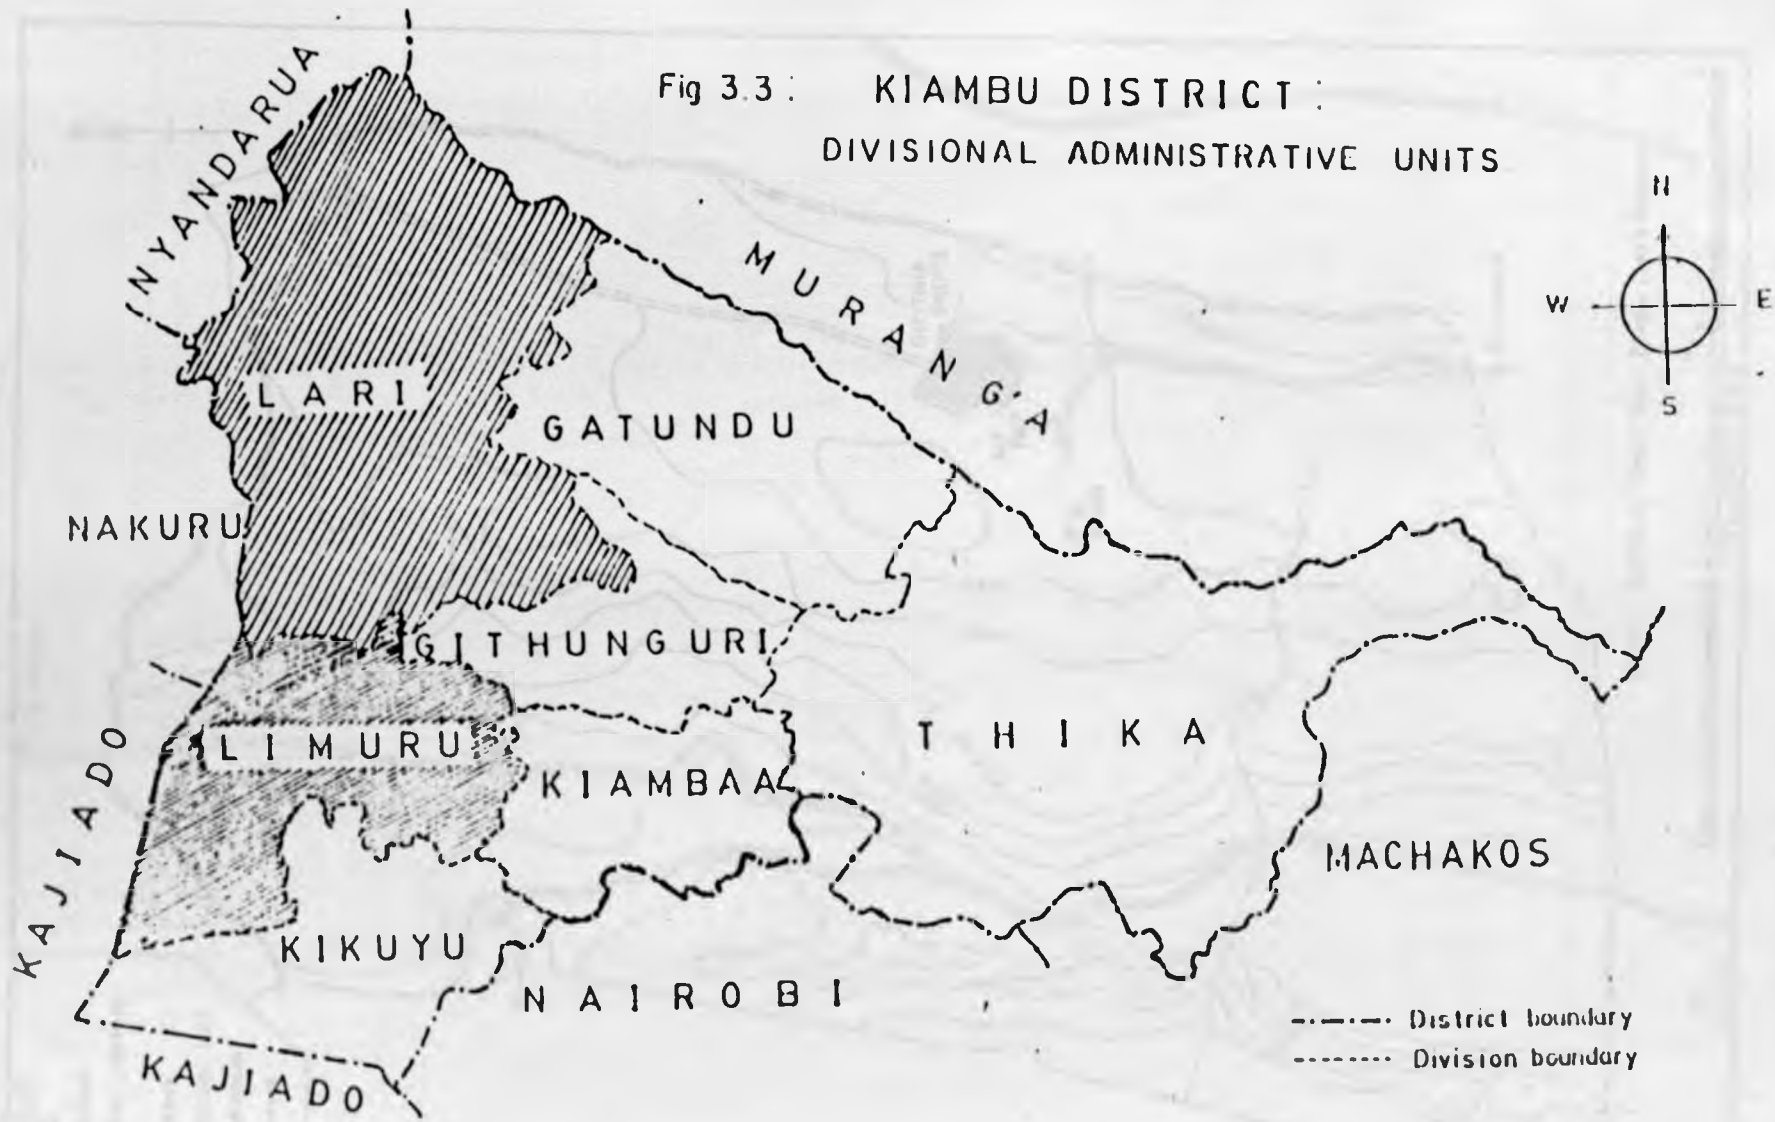 Fig 3.3 : KIAMBU DISTRICT :
DIVISIONAL ADMINISTRATIVE UNITS
N
W E
S
NYANDARUA
MURANG'A
LARI
GATUNDU
NAKURU
GITHUNGURI
LIMURU
THIKA
KIAMBAA
KAJIADO
MACHAKOS
KIKUYU
NAIROBI
KAJIADO
District boundary
Division boundary